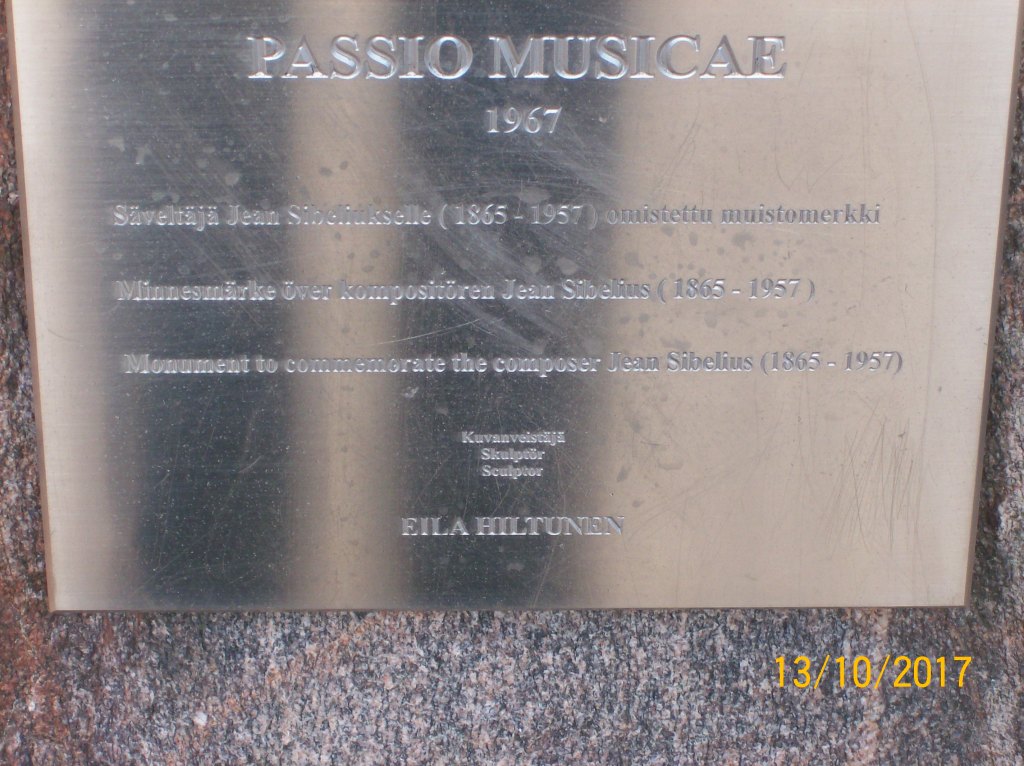 PASSIO MUSICAE
1967
Säveltäjä Jean Sibeliukselle ( 1865 - 1957 ) omistettu muistomerkki
Minnesmärke över kompositören Jean Sibelius ( 1865 - 1957 )
Monument to commemorate the composer Jean Sibelius (1865 - 1957)
Kuvanveistäjä
Skulptör
Sculptor
EILA HILTUNEN
13/10/2017